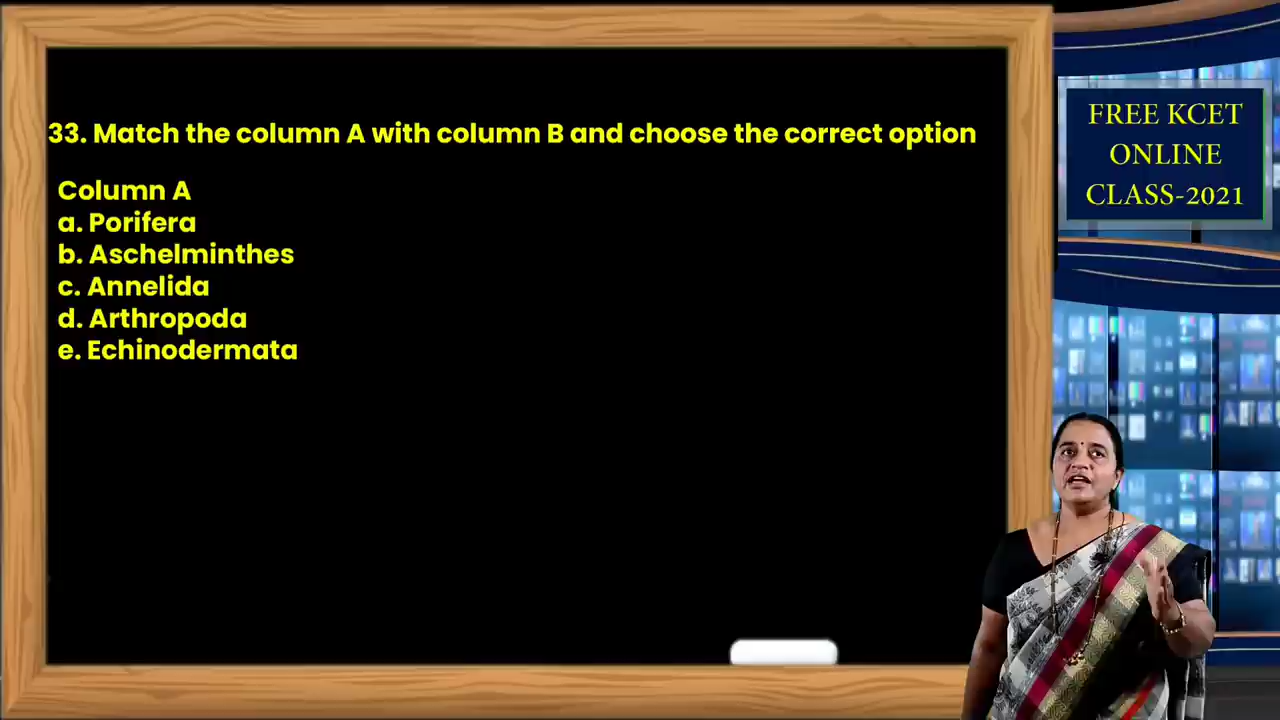 33. Match the column A with column B and choose the correct option
Column A
a. Porifera
b. Aschelminthes
c. Annelida
d. Arthropoda
e. Echinodermata
FREE KCET
ONLINE
CLASS-2021